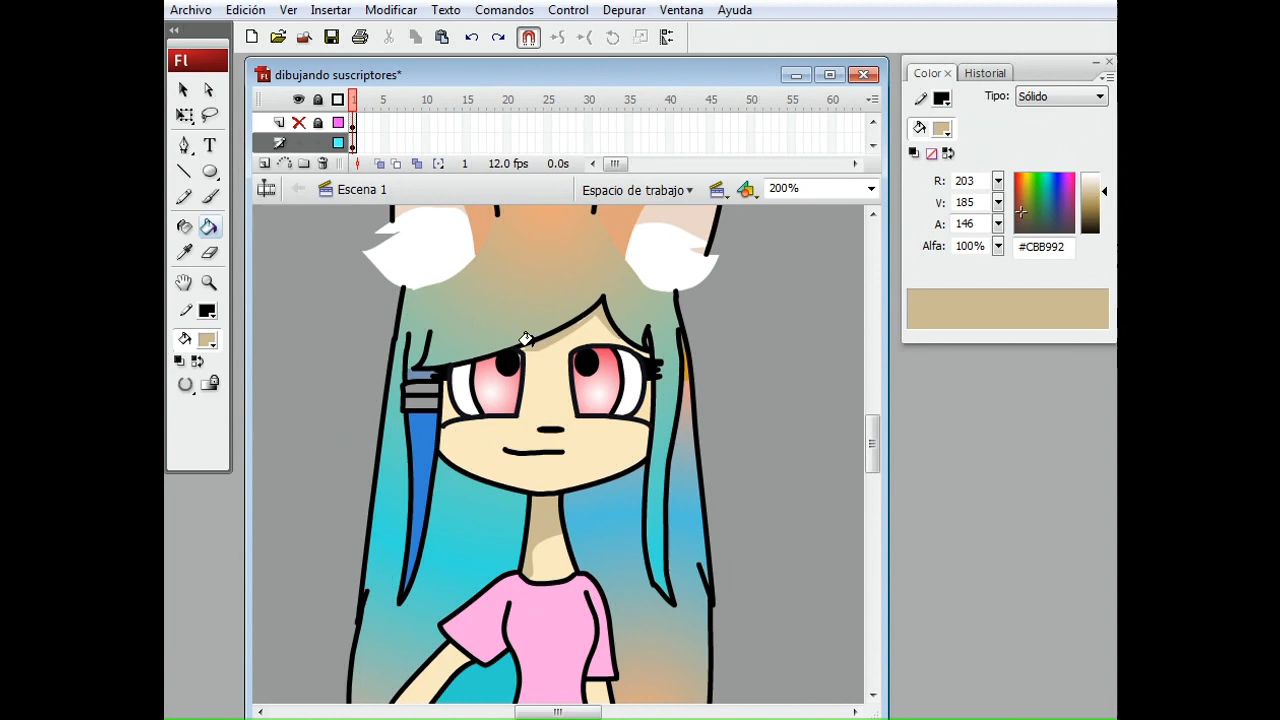 Archivo Edición Ver Insertar Modificar Texto Comandos Control Depurar Ventana Ayuda
Fl
dibujando suscriptores*
1 5 10 15 20 25 30 35 40 45 50 55 60
1 12.0 fps 0.0s
Escena 1 Espacio de trabajo 200%
Color Historial
Tipo: Sólido
R: 203
V: 185
A: 146
Alfa: 100% #CBB992
T